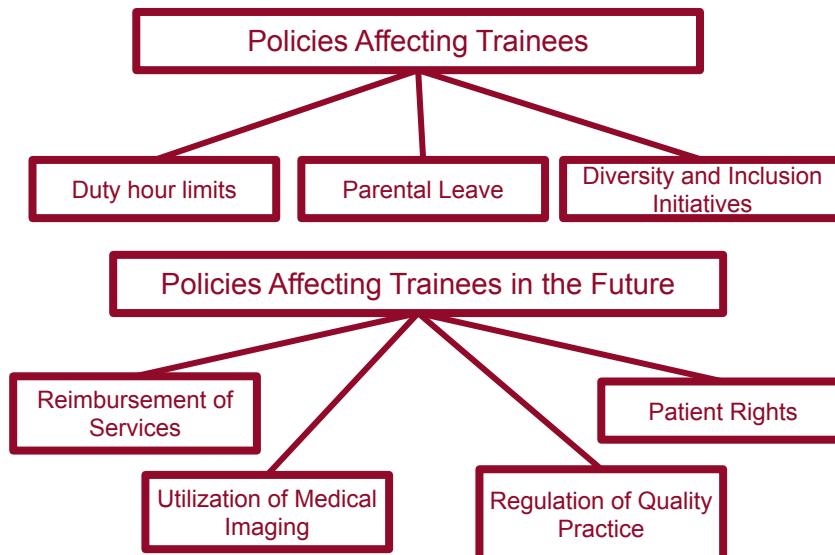 Policies Affecting Trainees
Duty hour limits
Parental Leave
Diversity and Inclusion
Initiatives
Policies Affecting Trainees in the Future
Reimbursement of
Services
Patient Rights
Utilization of Medical
Imaging
Regulation of Quality
Practice